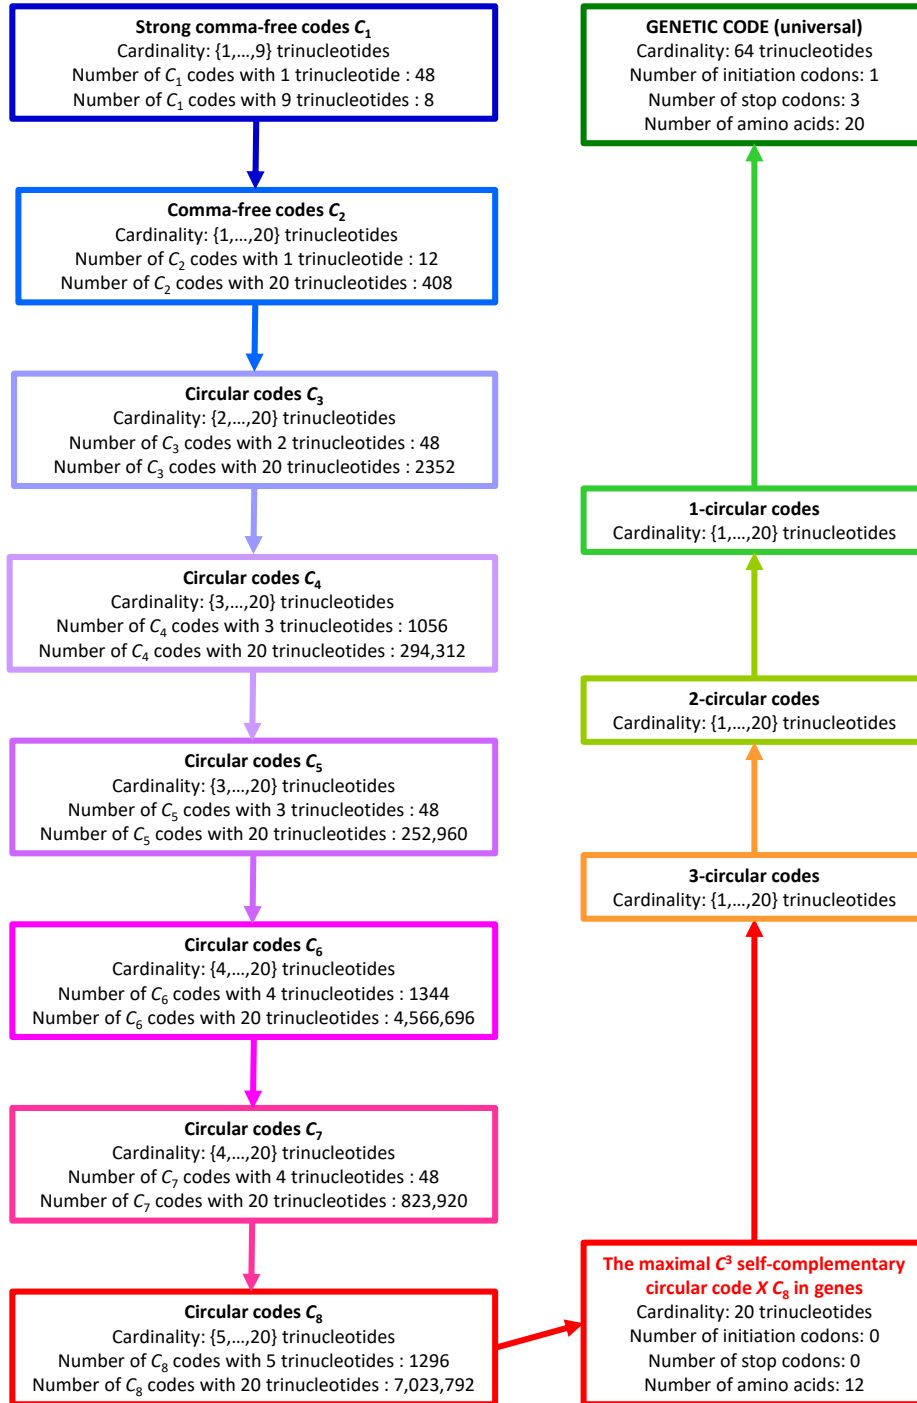 Strong comma-free codes C₁
Cardinality: {1,…,9} trinucleotides
Number of C₁ codes with 1 trinucleotide : 48
Number of C₁ codes with 9 trinucleotides : 8
Comma-free codes C₂
Cardinality: {1,…,20} trinucleotides
Number of C₂ codes with 1 trinucleotide : 12
Number of C₂ codes with 20 trinucleotides : 408
Circular codes C₃
Cardinality: {2,…,20} trinucleotides
Number of C₃ codes with 2 trinucleotides : 48
Number of C₃ codes with 20 trinucleotides : 2352
Circular codes C₄
Cardinality: {3,…,20} trinucleotides
Number of C₄ codes with 3 trinucleotides : 1056
Number of C₄ codes with 20 trinucleotides : 294,312
Circular codes C₅
Cardinality: {3,…,20} trinucleotides
Number of C₅ codes with 3 trinucleotides : 48
Number of C₅ codes with 20 trinucleotides : 252,960
Circular codes C₆
Cardinality: {4,…,20} trinucleotides
Number of C₆ codes with 4 trinucleotides : 1344
Number of C₆ codes with 20 trinucleotides : 4,566,696
Circular codes C₇
Cardinality: {4,…,20} trinucleotides
Number of C₇ codes with 4 trinucleotides : 48
Number of C₇ codes with 20 trinucleotides : 823,920
Circular codes C₈
Cardinality: {5,…,20} trinucleotides
Number of C₈ codes with 5 trinucleotides : 1296
Number of C₈ codes with 20 trinucleotides : 7,023,792
The maximal C³ self-complementary
circular code X C₈ in genes
Cardinality: 20 trinucleotides
Number of initiation codons: 0
Number of stop codons: 0
Number of amino acids: 12
3-circular codes
Cardinality: {1,…,20} trinucleotides
2-circular codes
Cardinality: {1,…,20} trinucleotides
1-circular codes
Cardinality: {1,…,20} trinucleotides
GENETIC CODE (universal)
Cardinality: 64 trinucleotides
Number of initiation codons: 1
Number of stop codons: 3
Number of amino acids: 20